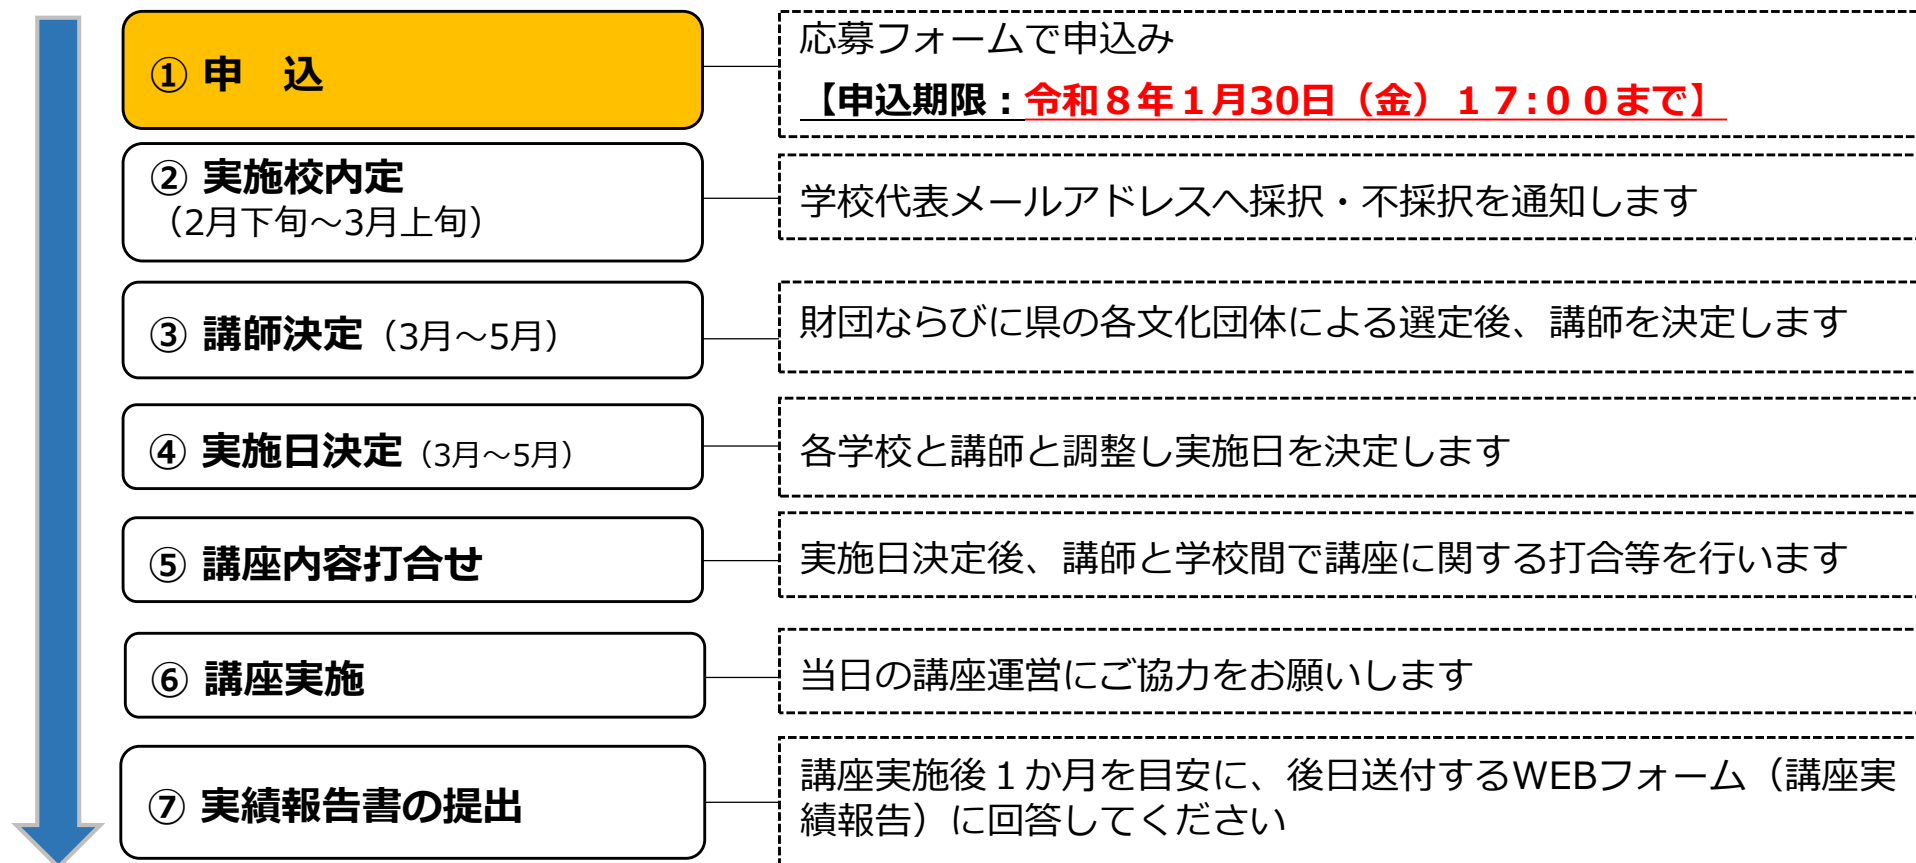 ① 申　込
応募フォームで申込み
【申込期限：令和８年１月30日（金）１７:００まで】
② 実施校内定
（2月下旬～3月上旬）
学校代表メールアドレスへ採択・不採択を通知します
③ 講師決定（3月～5月）
財団ならびに県の各文化団体による選定後、講師を決定します
④ 実施日決定（3月～5月）
各学校と講師と調整し実施日を決定します
⑤ 講座内容打合せ
実施日決定後、講師と学校間で講座に関する打合等を行います
⑥ 講座実施
当日の講座運営にご協力をお願いします
⑦ 実績報告書の提出
講座実施後１か月を目安に、後日送付するWEBフォーム（講座実
績報告）に回答してください